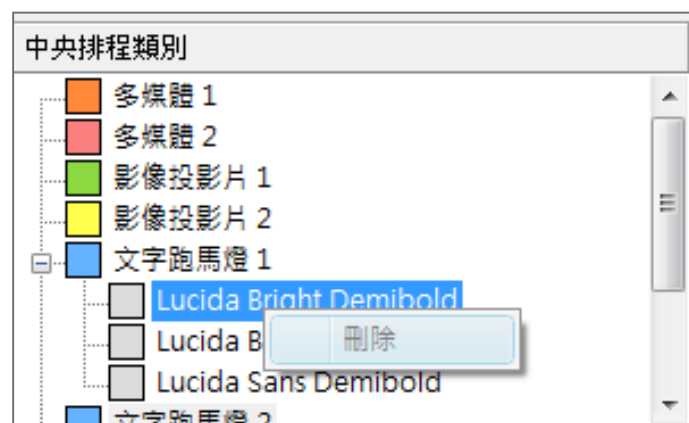 中央排程類別
多媒體 1
多媒體 2
影像投影片 1
影像投影片 2
文字跑馬燈 1
Lucida Bright Demibold
Lucida B
刪除
Lucida Sans Demibold
文字跑馬燈 2